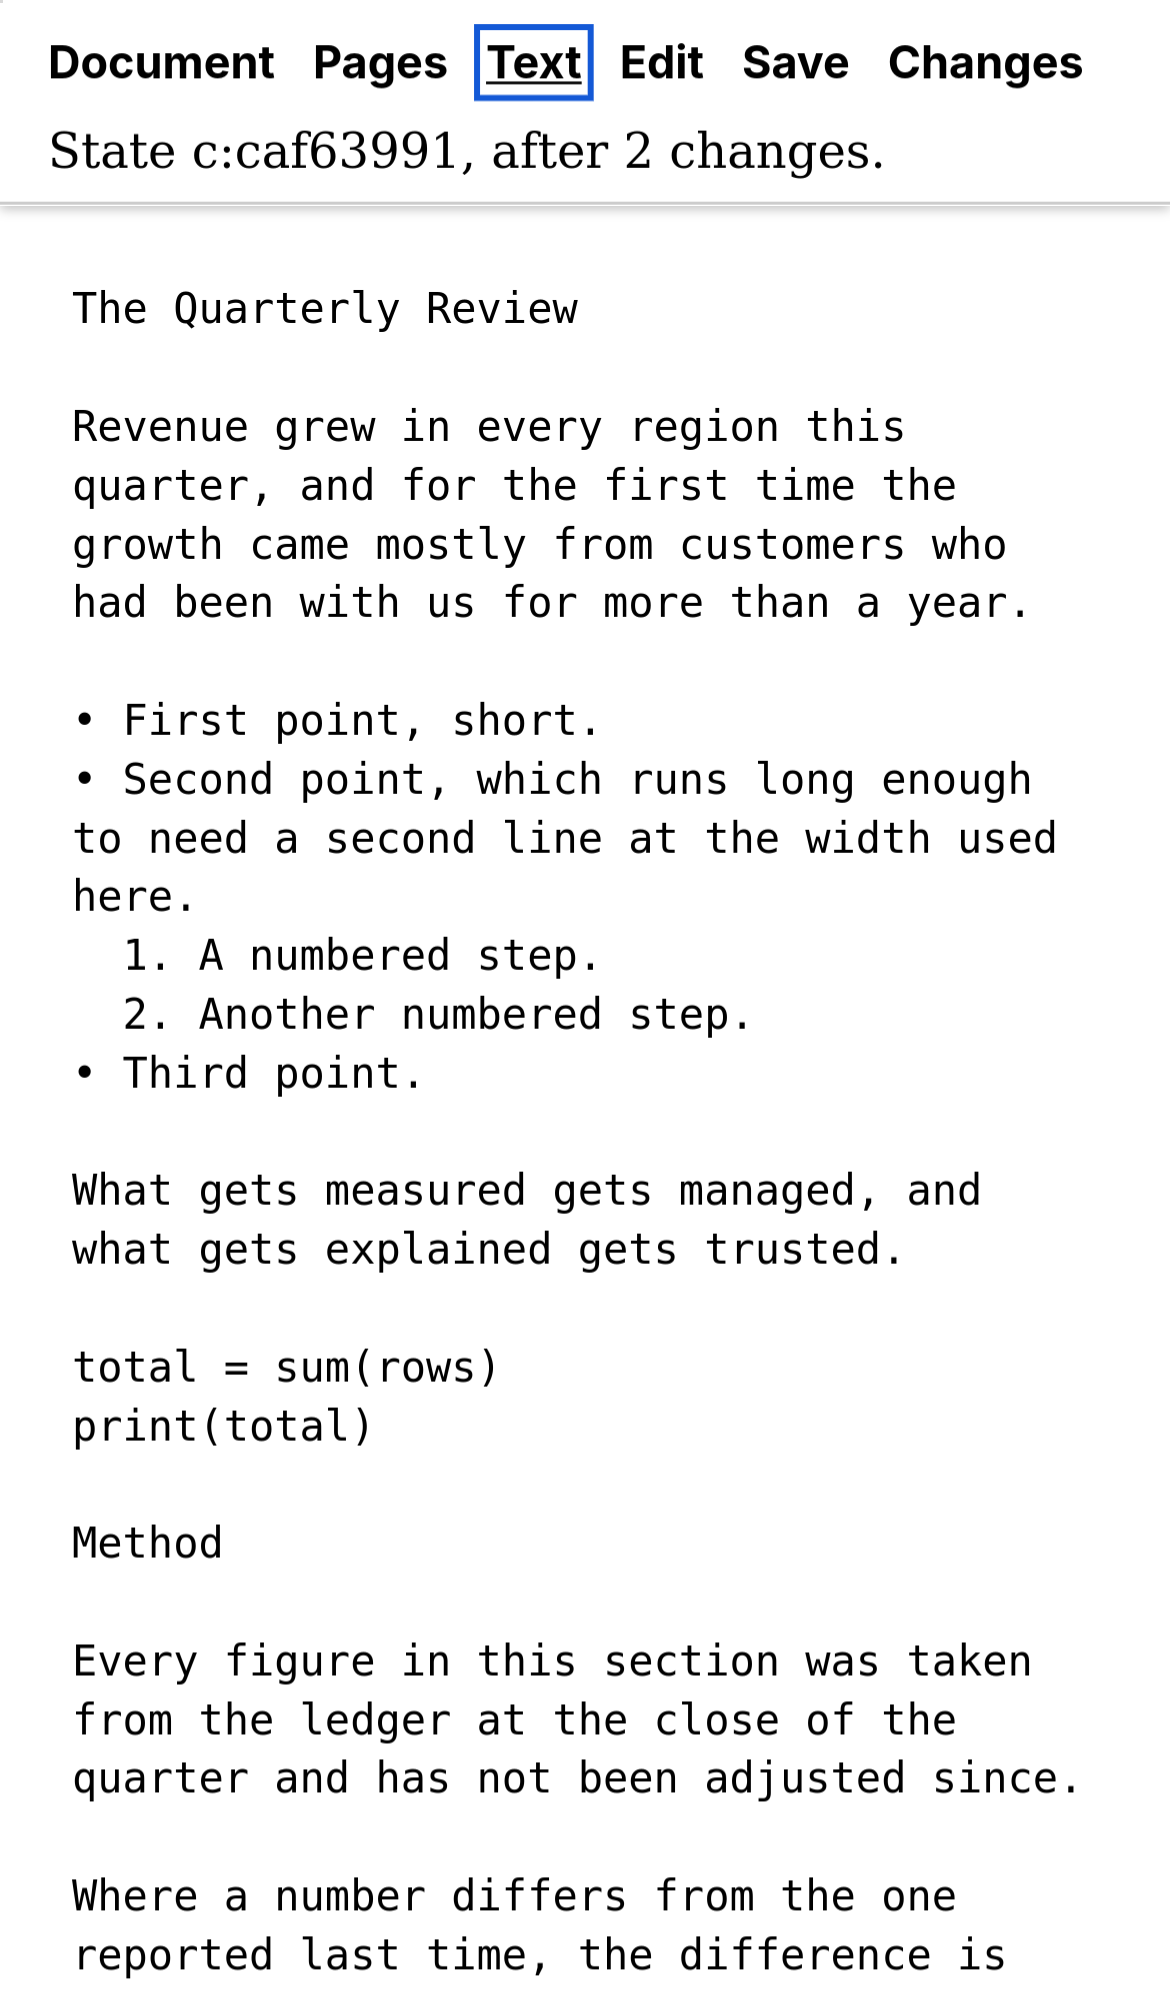 Document Pages Text Edit Save Changes
State c:caf63991, after 2 changes.
The Quarterly Review
Revenue grew in every region this
quarter, and for the first time the
growth came mostly from customers who
had been with us for more than a year.
• First point, short.
• Second point, which runs long enough
to need a second line at the width used
here.
1. A numbered step.
2. Another numbered step.
• Third point.
What gets measured gets managed, and
what gets explained gets trusted.
total = sum(rows)
print(total)
Method
Every figure in this section was taken
from the ledger at the close of the
quarter and has not been adjusted since.
Where a number differs from the one
reported last time, the difference is